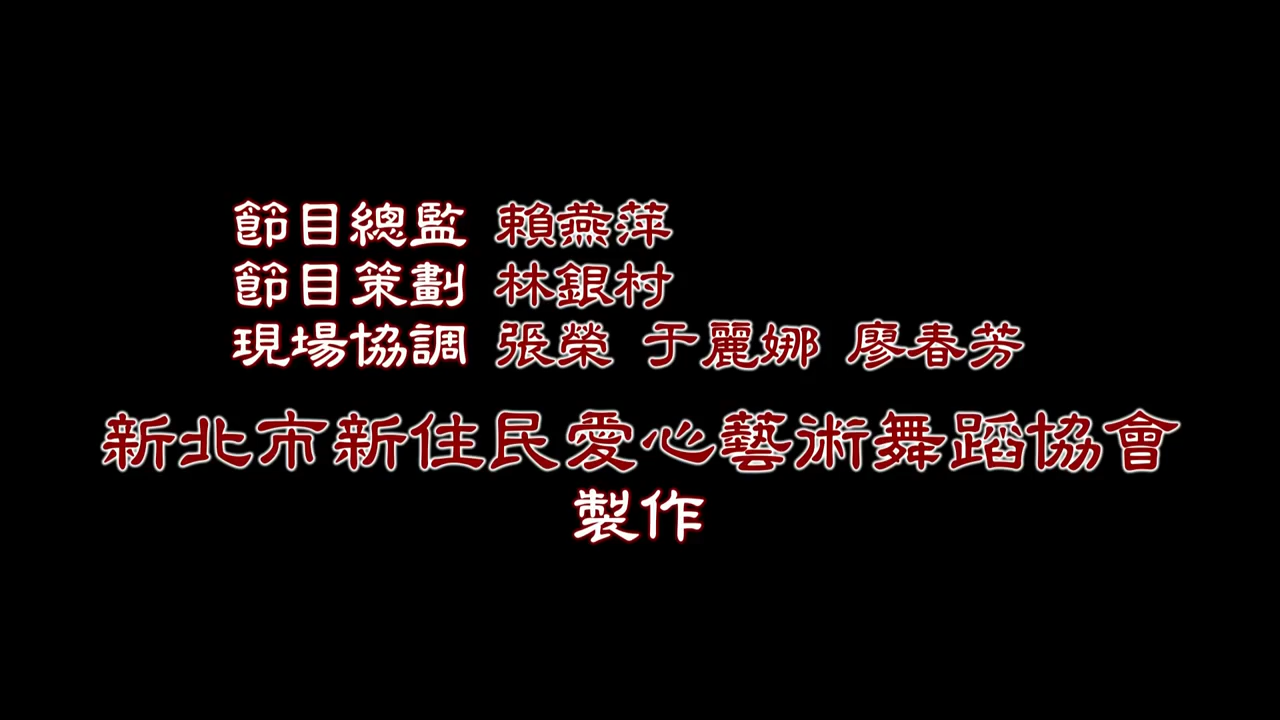 節目總監 賴燕萍
節目策劃 林銀村
現場協調 張榮 于麗娜 廖春芳
新北市新住民愛心藝術舞蹈協會
製作